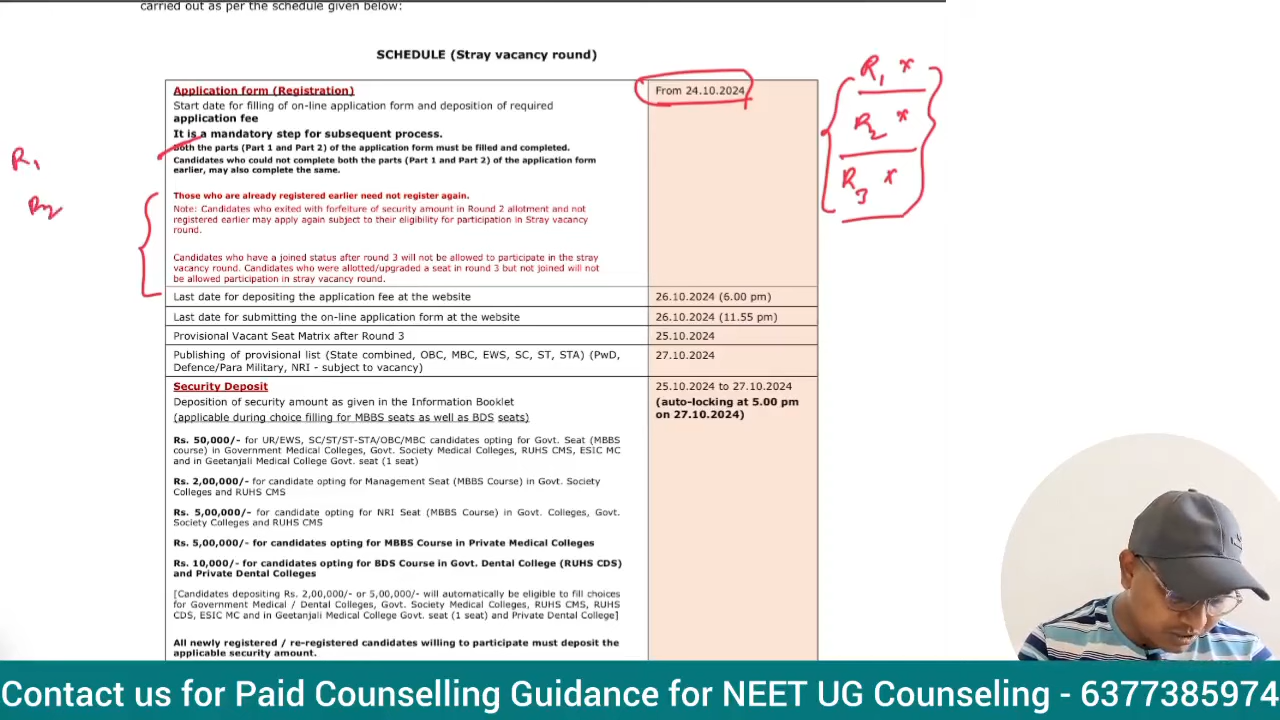 carried out as per the schedule given below:
SCHEDULE (Stray vacancy round)
Application form (Registration)
From 24.10.2024
Start date for filling of on-line application form and deposition of required
application fee
It is a mandatory step for subsequent process.
Both the parts (Part 1 and Part 2) of the application form must be filled and completed.
Candidates who could not complete both the parts (Part 1 and Part 2) of the application form
earlier, may also complete the same.
Those who are already registered earlier need not register again.
Note: Candidates who exited with forfeiture of security amount in Round 2 allotment and not
registered earlier may apply again subject to their eligibility for participation in Stray vacancy
round.
Candidates who have a joined status after round 3 will not be allowed to participate in the stray
vacancy round. Candidates who were allotted/upgraded a seat in round 3 but not joined will not
be allowed participation in stray vacancy round.
R1 x
R2 x
R3 x
R1
R2
Last date for depositing the application fee at the website
26.10.2024 (6.00 pm)
Last date for submitting the on-line application form at the website
26.10.2024 (11.55 pm)
Provisional Vacant Seat Matrix after Round 3
25.10.2024
Publishing of provisional list (State combined, OBC, MBC, EWS, SC, ST, STA) (PwD,
Defence/Para Military, NRI - subject to vacancy)
27.10.2024
Security Deposit
25.10.2024 to 27.10.2024
Deposition of security amount as given in the Information Booklet
(auto-locking at 5.00 pm
on 27.10.2024)
(applicable during choice filling for MBBS seats as well as BDS seats)
Rs. 50,000/- for UR/EWS, SC/ST/ST-STA/OBC/MBC candidates opting for Govt. Seat (MBBS
course) in Government Medical Colleges, Govt. Society Medical Colleges, RUHS CMS, ESIC MC
and in Geetanjali Medical College Govt. seat (1 seat)
Rs. 2,00,000/- for candidate opting for Management Seat (MBBS Course) in Govt. Society
Colleges and RUHS CMS
Rs. 5,00,000/- for candidate opting for NRI Seat (MBBS Course) in Govt. Colleges, Govt.
Society Colleges and RUHS CMS
Rs. 5,00,000/- for candidates opting for MBBS Course in Private Medical Colleges
Rs. 10,000/- for candidates opting for BDS Course in Govt. Dental College (RUHS CDS)
and Private Dental Colleges
[Candidates depositing Rs. 2,00,000/- or 5,00,000/- will automatically be eligible to fill choices
for Government Medical / Dental Colleges, Govt. Society Medical Colleges, RUHS CMS, RUHS
CDS, ESIC MC and in Geetanjali Medical College Govt. seat (1 seat) and Private Dental College]
All newly registered / re-registered candidates willing to participate must deposit the
applicable security amount.
Contact us for Paid Counselling Guidance for NEET UG Counseling - 6377385974